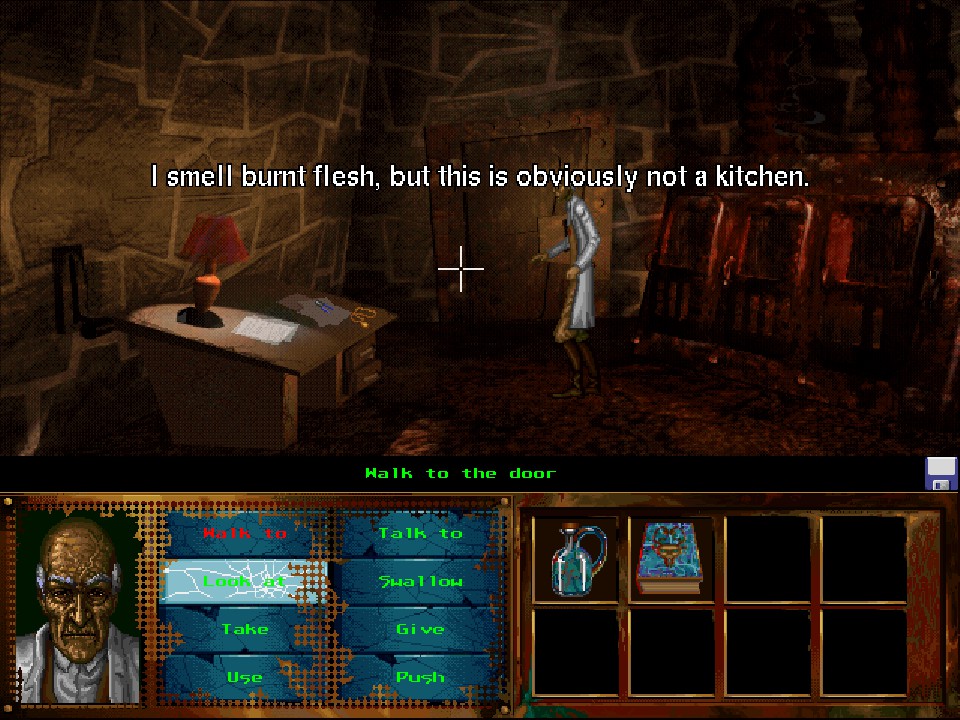 I smell burnt flesh, but this is obviously not a kitchen.
Walk to the door
Walk to
Talk to
Look at
Swallow
Take
Give
Use
Push